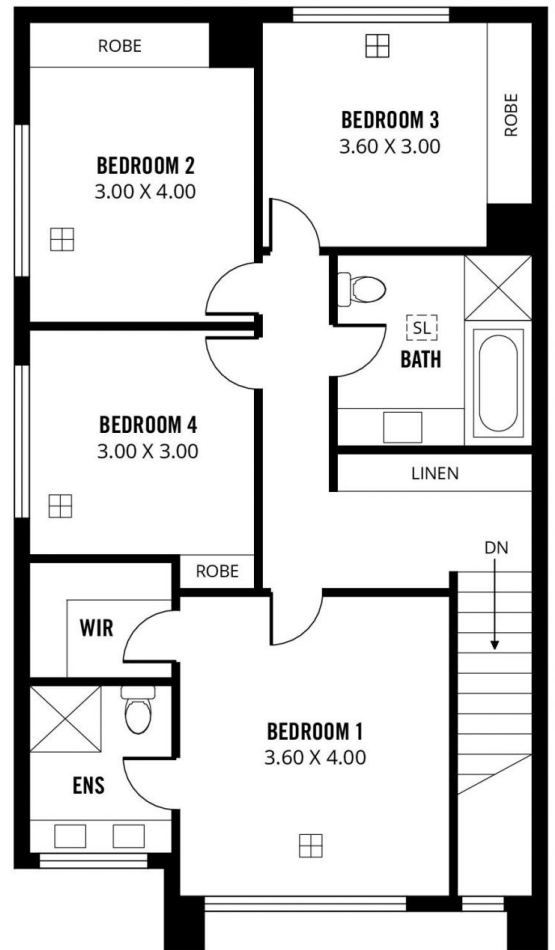 ROBE
BEDROOM 2
3.00 X 4.00
BEDROOM 3
3.60 X 3.00
ROBE
SL
BATH
BEDROOM 4
3.00 X 3.00
LINEN
ROBE
DN
WIR
BEDROOM 1
3.60 X 4.00
ENS